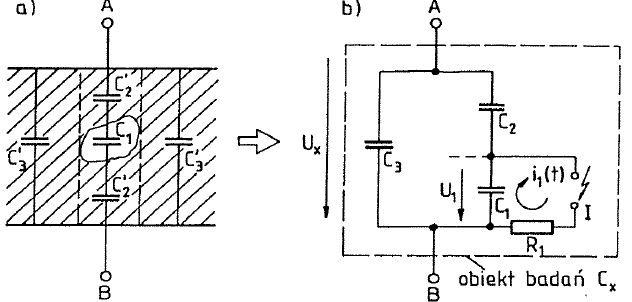 a)
A
C'2
C1
C'3
C'3
C'2
B
b)
A
Ux
C3
C2
U1
C1
i1(t)
I
R1
B
obiekt badań Cx